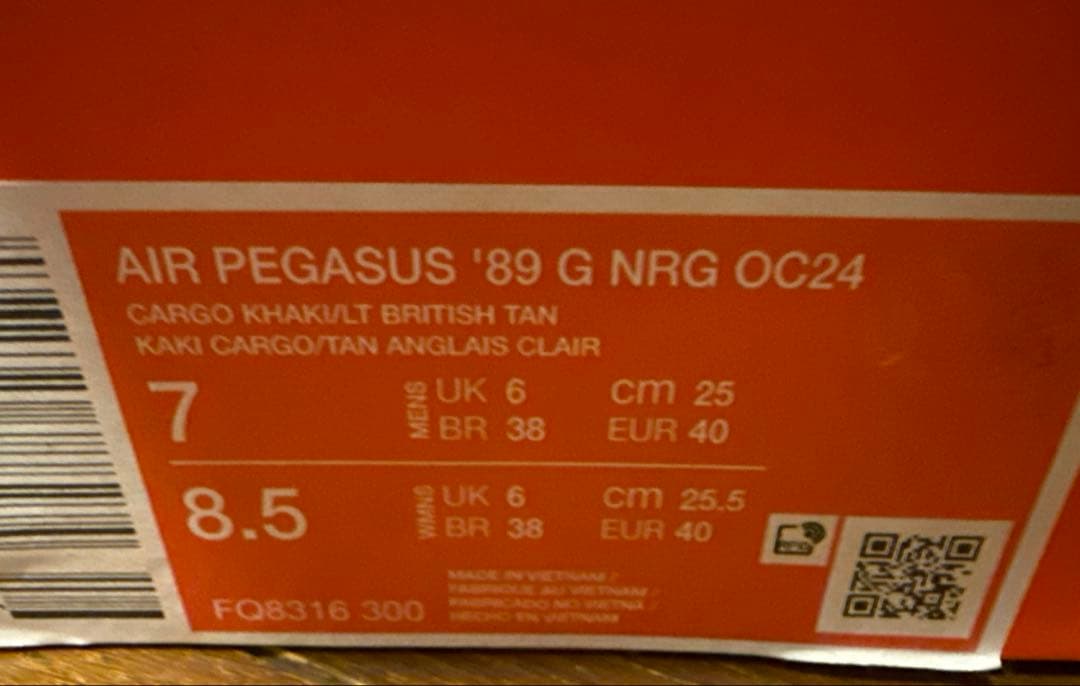 AIR PEGASUS '89 G NRG OC24
CARGO KHAKI/LT BRITISH TAN
KAKI CARGO/TAN ANGLAIS CLAIR
7 MENS UK 6 cm 25
BR 38 EUR 40
8.5 WMNS UK 6 cm 25.5
BR 38 EUR 40
MADE IN VIETNAM /
FABRIQUE AU VIETNAM /
FABRICADO NO VIETNÃ /
HECHO EN VIETNAM
FQ8316 300